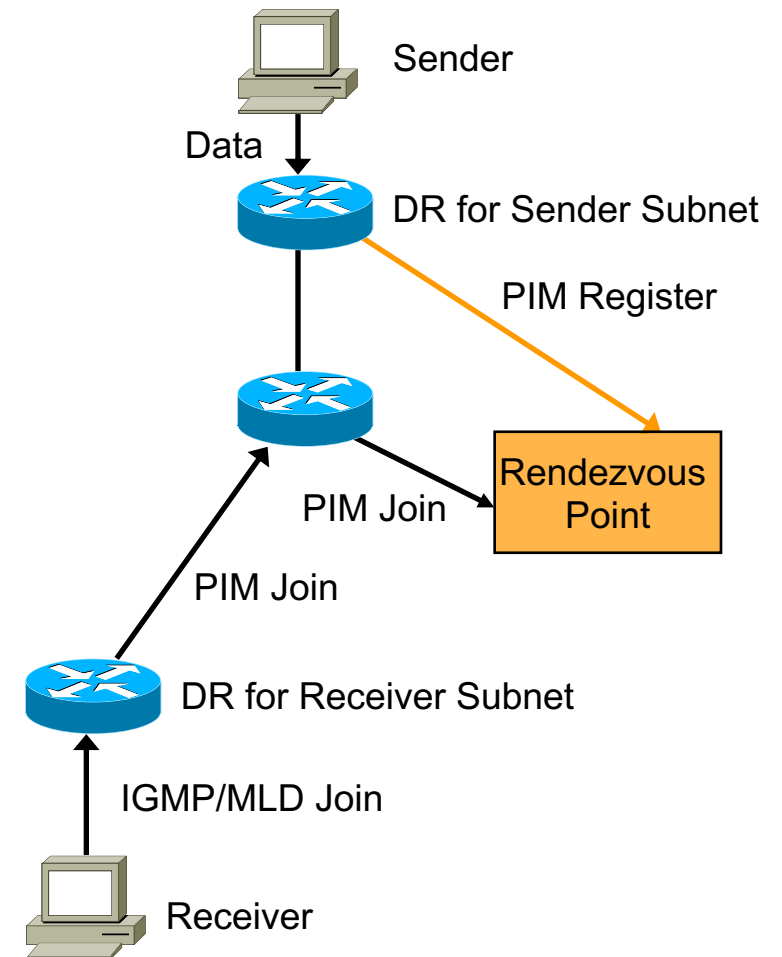 Sender
Data
DR for Sender Subnet
PIM Register
Rendezvous
Point
PIM Join
PIM Join
DR for Receiver Subnet
IGMP/MLD Join
Receiver